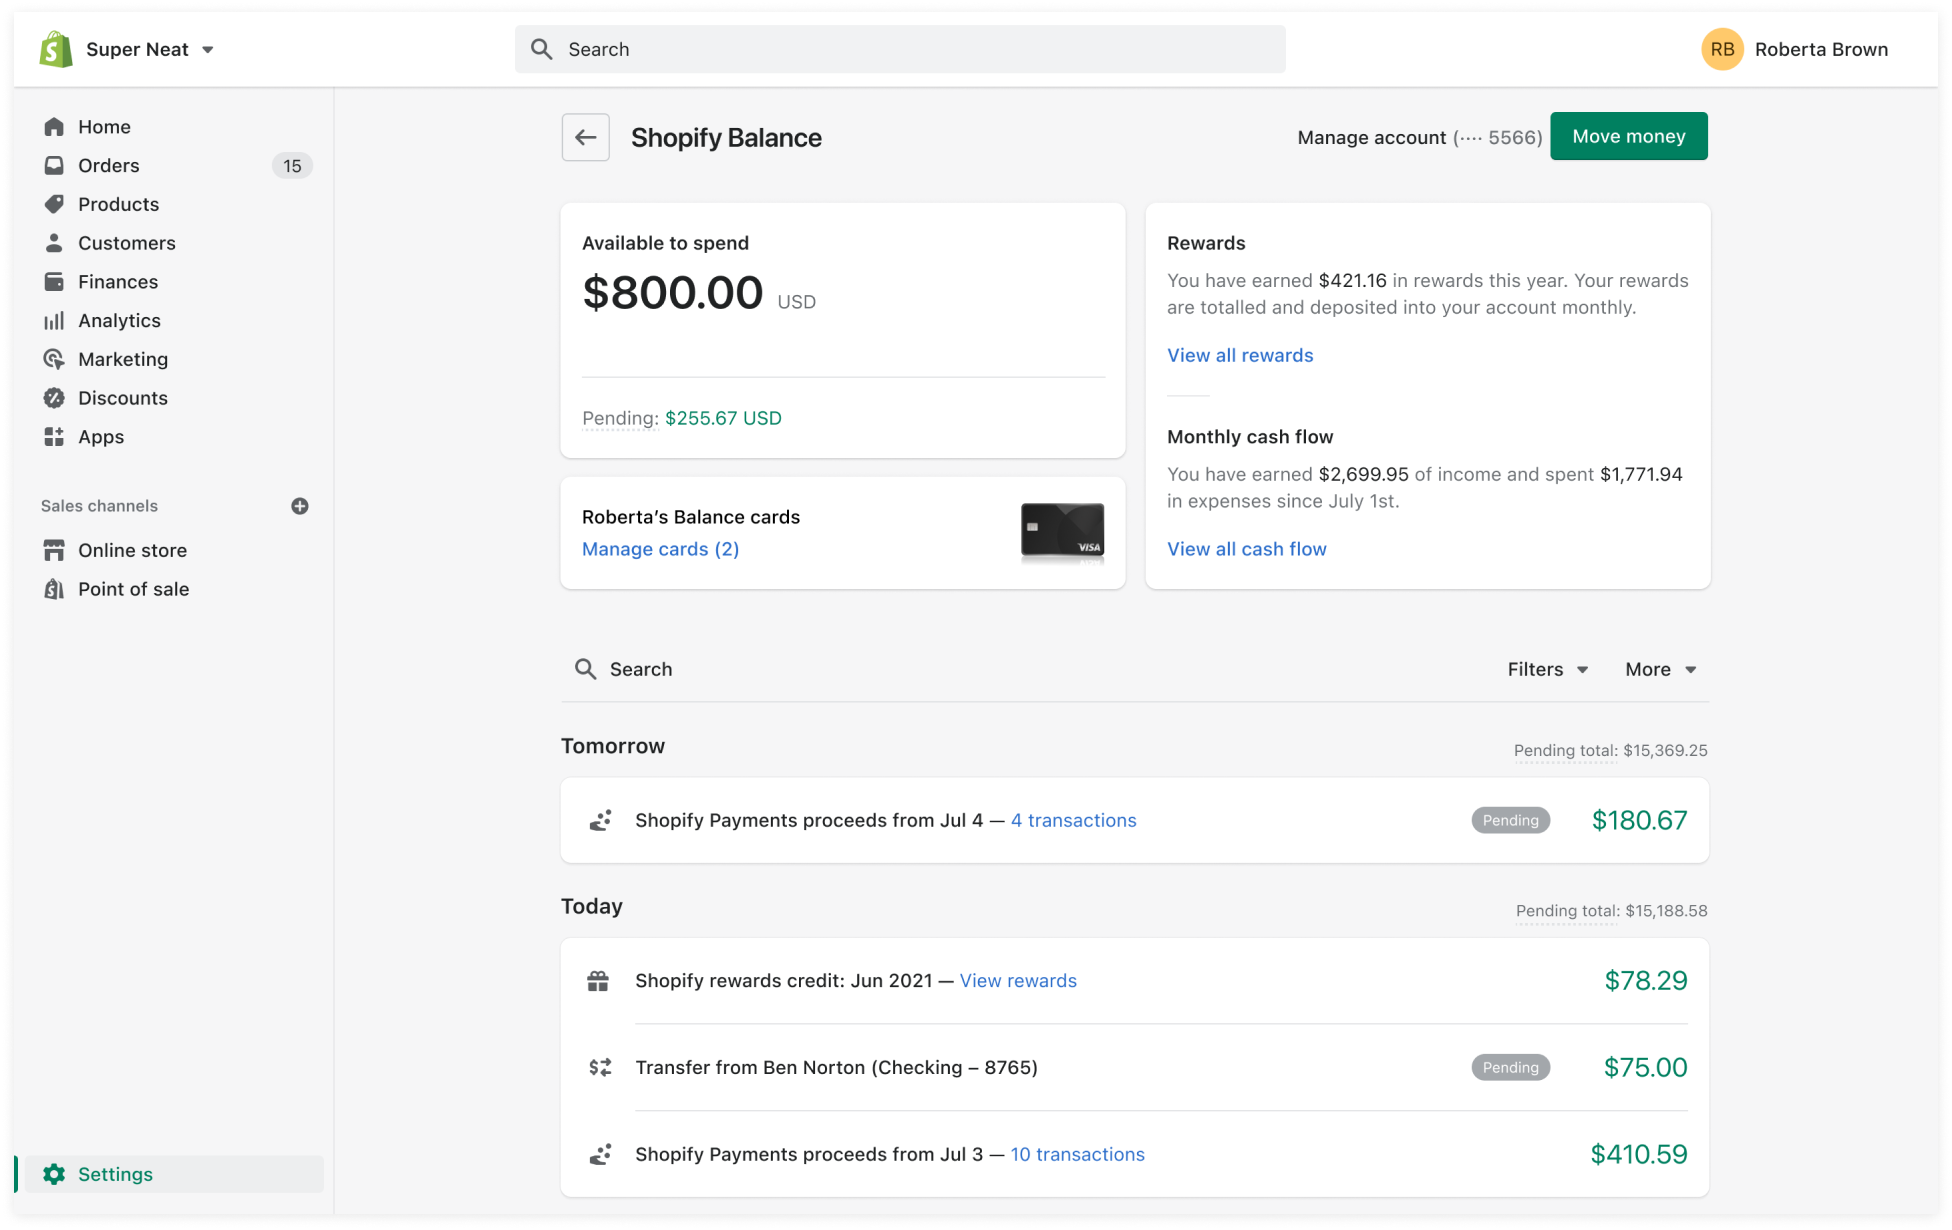 Super Neat
Search
RB Roberta Brown
Home
Orders 15
Products
Customers
Finances
Analytics
Marketing
Discounts
Apps
Sales channels
Online store
Point of sale
Settings
Shopify Balance
Manage account (···· 5566) Move money
Available to spend
$800.00 USD
Pending: $255.67 USD
Roberta’s Balance cards
Manage cards (2)
VISA
Rewards
You have earned $421.16 in rewards this year. Your rewards
are totalled and deposited into your account monthly.
View all rewards
Monthly cash flow
You have earned $2,699.95 of income and spent $1,771.94
in expenses since July 1st.
View all cash flow
Search Filters More
Tomorrow Pending total: $15,369.25
Shopify Payments proceeds from Jul 4 — 4 transactions Pending $180.67
Today Pending total: $15,188.58
Shopify rewards credit: Jun 2021 — View rewards $78.29
Transfer from Ben Norton (Checking – 8765) Pending $75.00
Shopify Payments proceeds from Jul 3 — 10 transactions $410.59